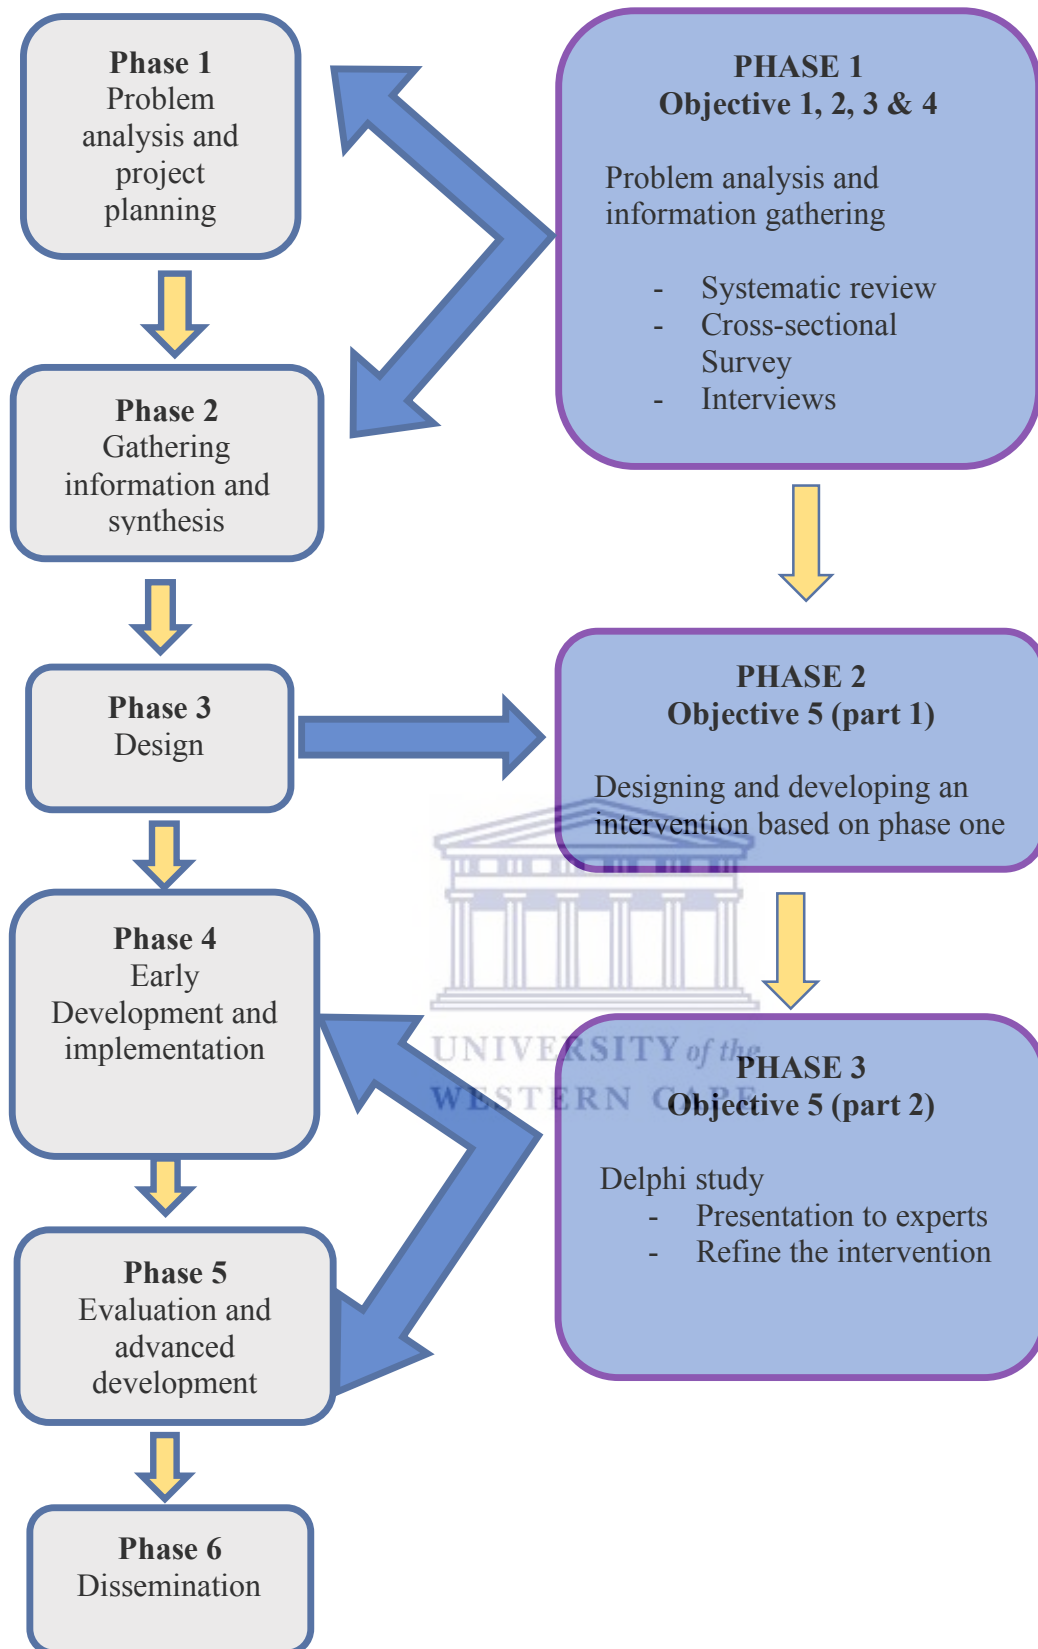 Phase 1
Problem
analysis and
project
planning
PHASE 1
Objective 1, 2, 3 & 4
Problem analysis and
information gathering
- Systematic review
- Cross-sectional
Survey
- Interviews
Phase 2
Gathering
information and
synthesis
Phase 3
Design
PHASE 2
Objective 5 (part 1)
Designing and developing an
intervention based on phase one
Phase 4
Early
Development and
implementation
UNIVERSITY of the
WESTERN CAPE
PHASE 3
Objective 5 (part 2)
Delphi study
- Presentation to experts
- Refine the intervention
Phase 5
Evaluation and
advanced
development
Phase 6
Dissemination